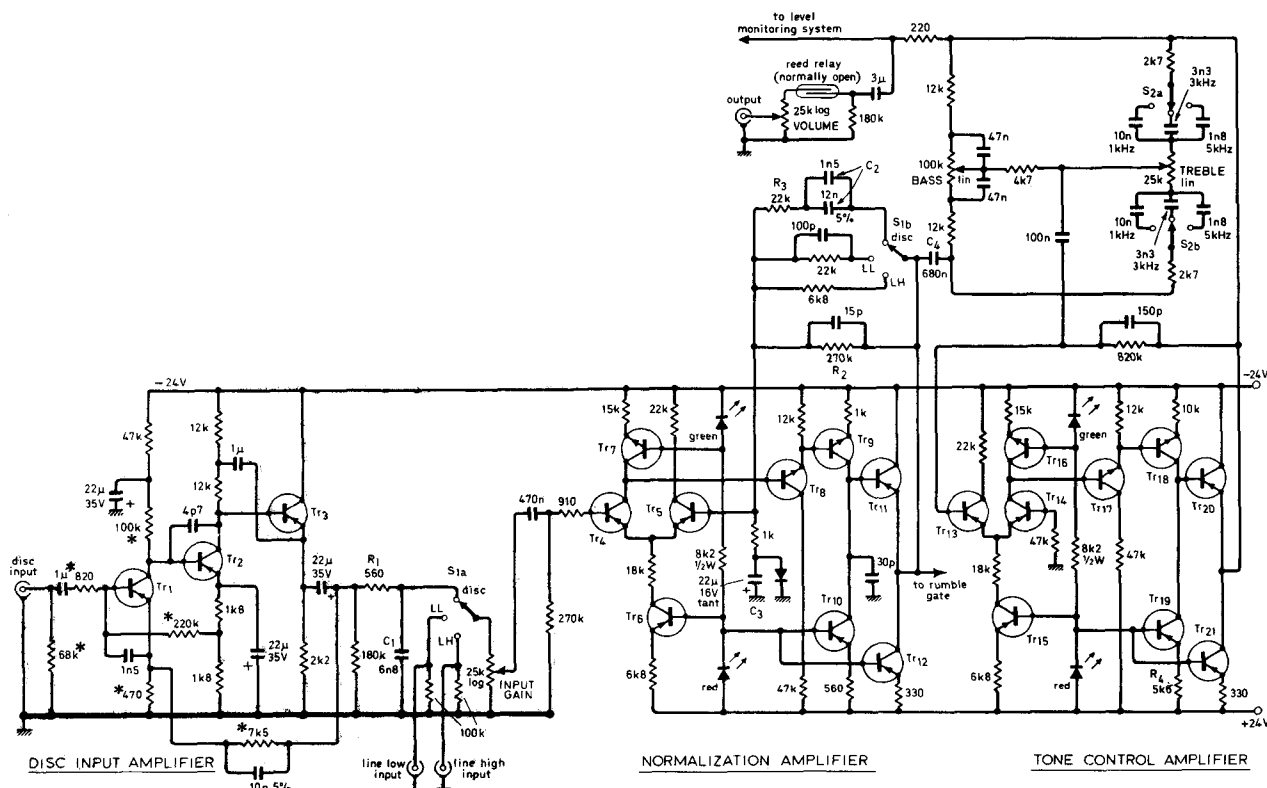 to level
monitoring system
220
reed relay
(normally open)
3µ
output
25k log
VOLUME
180k
12k
2k7
3n3
3kHz
S2a
10n
1kHz
1n8
5kHz
47n
100k
BASS
lin
4k7
47n
TREBLE
25k
lin
12k
10n
1kHz
3n3
3kHz
1n8
5kHz
S2b
2k7
1n5
C2
R3
22k
12n
5%
100p
S1b
disc
22k
LL
LH
6k8
C4
680n
100n
15p
270k
R2
150p
820k
-24V
-24V
47k
12k
1µ
22µ
35V
+
12k
4p7
100k
*
Tr3
Tr2
disc
input
1µ
*
820
Tr1
220k
*
68k
*
1n5
*470
1k8
1k8
22µ
35V
+
2k2
22µ
35V
+
R1
560
180k
C1
6n8
S1a
disc
LL
LH
25k
log
INPUT
GAIN
100k
*7k5
10n 5%
line low
input
line high
input
470n
910
270k
15k
22k
green
Tr7
12k
1k
Tr9
Tr8
Tr11
Tr4
Tr5
18k
8k2
½W
1k
22µ
16V
tant
+
C3
30p
to rumble
gate
Tr6
6k8
red
47k
Tr10
560
Tr12
330
22k
15k
green
12k
10k
Tr16
Tr17
Tr18
Tr20
Tr13
Tr14
47k
18k
8k2
½W
47k
Tr15
6k8
red
Tr19
R4
5k6
Tr21
330
+24V
DISC INPUT AMPLIFIER
NORMALIZATION AMPLIFIER
TONE CONTROL AMPLIFIER